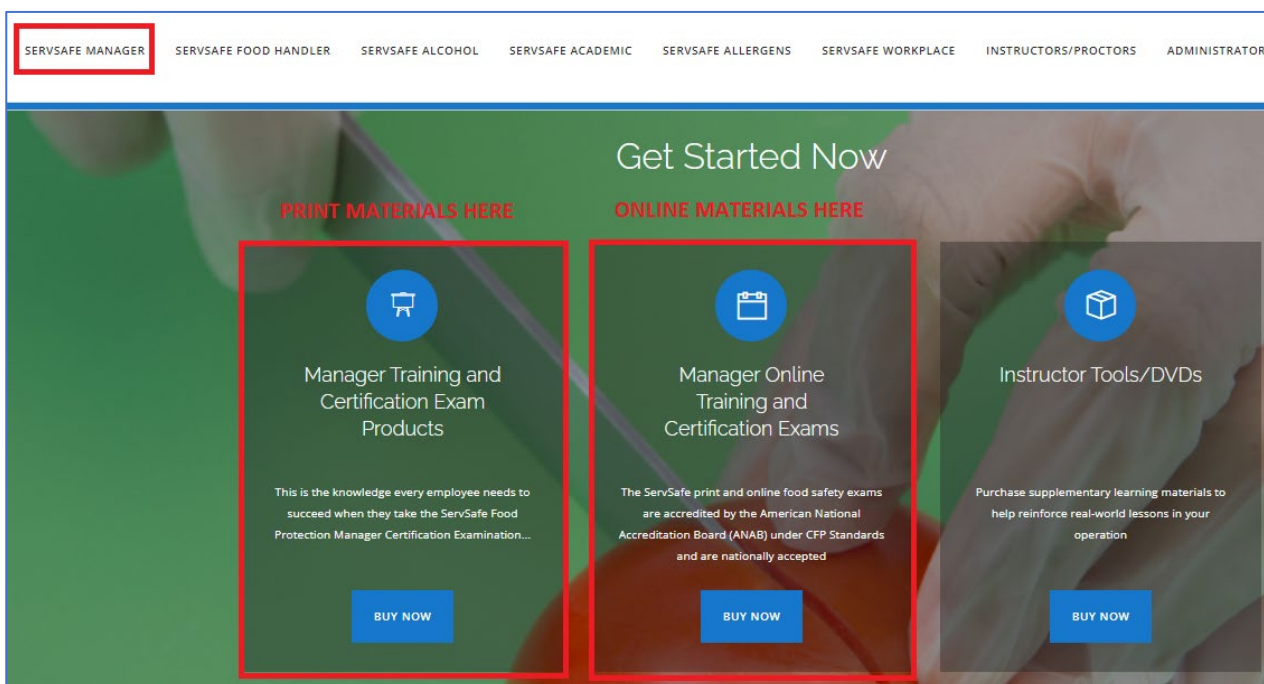 SERVSAFE MANAGER SERVSAFE FOOD HANDLER SERVSAFE ALCOHOL SERVSAFE ACADEMIC SERVSAFE ALLERGENS SERVSAFE WORKPLACE INSTRUCTORS/PROCTORS ADMINISTRATOR
Get Started Now
PRINT MATERIALS HERE
ONLINE MATERIALS HERE
Manager Training and
Certification Exam
Products
This is the knowledge every employee needs to
succeed when they take the ServSafe Food
Protection Manager Certification Examination...
BUY NOW
Manager Online
Training and
Certification Exams
The ServSafe print and online food safety exams
are accredited by the American National
Accreditation Board (ANAB) under CFP Standards
and are nationally accepted
BUY NOW
Instructor Tools/DVDs
Purchase supplementary learning materials to
help reinforce real-world lessons in your
operation
BUY NOW